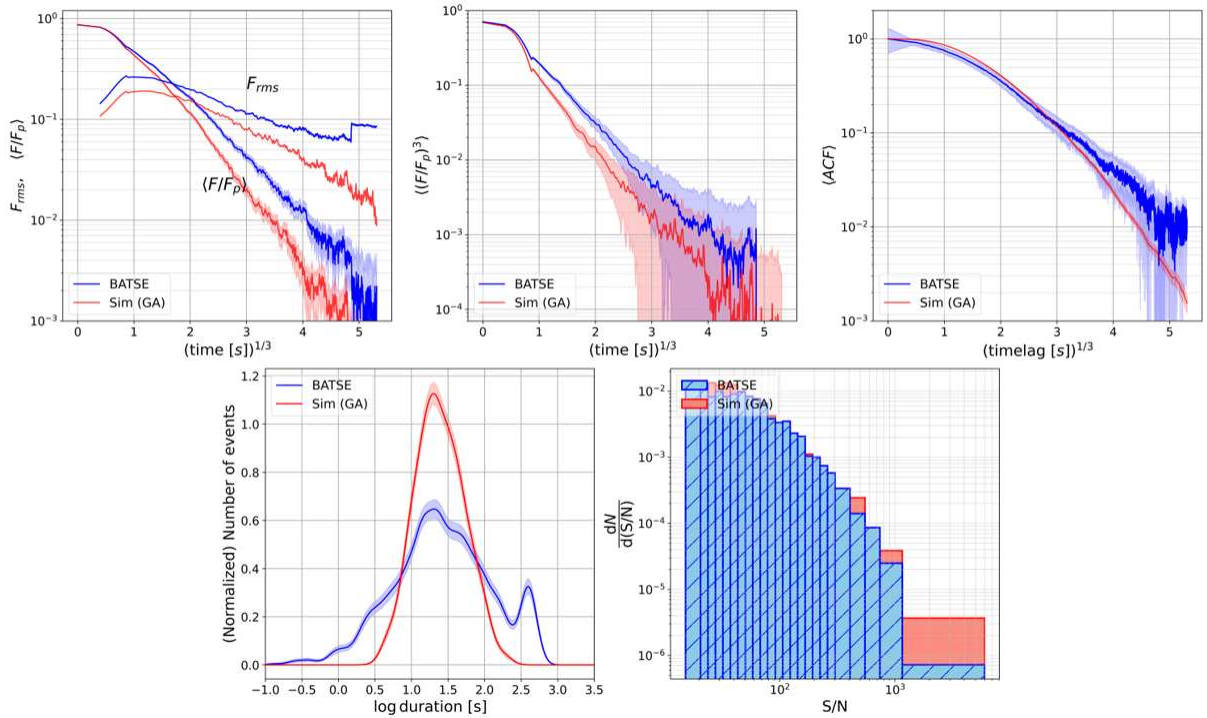 10⁰
10⁻¹
10⁻²
10⁻³
F_rms, ⟨F/F_p⟩
F_rms
⟨F/F_p⟩
BATSE
Sim (GA)
0 1 2 3 4 5
(time [s])^1/3
10⁰
10⁻¹
10⁻²
10⁻³
10⁻⁴
⟨(F/F_p)³⟩
BATSE
Sim (GA)
0 1 2 3 4 5
(time [s])^1/3
10⁰
10⁻¹
10⁻²
10⁻³
⟨ACF⟩
BATSE
Sim (GA)
0 1 2 3 4 5
(timelag [s])^1/3
1.2
1.0
0.8
0.6
0.4
0.2
0.0
(Normalized) Number of events
BATSE
Sim (GA)
−1.0 −0.5 0.0 0.5 1.0 1.5 2.0 2.5 3.0 3.5
log duration [s]
10⁻²
10⁻³
10⁻⁴
10⁻⁵
10⁻⁶
dN
d(S/N)
BATSE
Sim (GA)
10² 10³
S/N